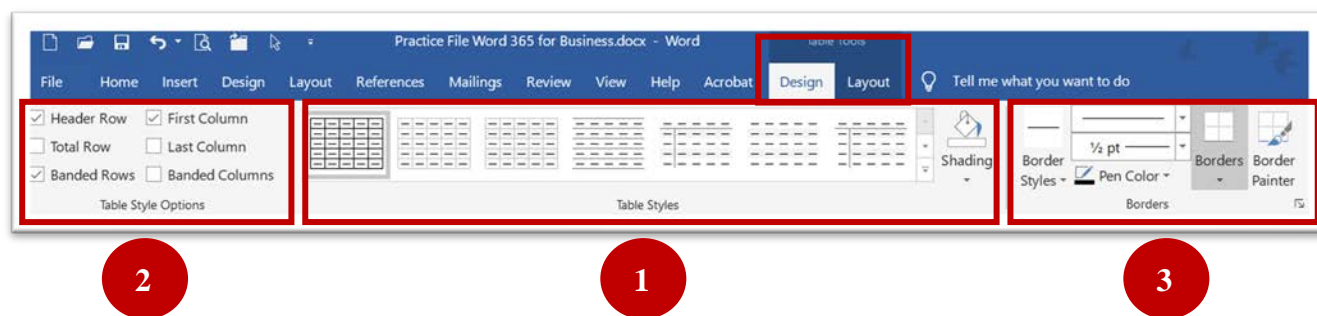 Practice File Word 365 for Business.docx - Word
Table Tools
File Home Insert Design Layout References Mailings Review View Help Acrobat Design Layout Tell me what you want to do
Header Row First Column
Total Row Last Column
Banded Rows Banded Columns
Table Style Options
Shading
Table Styles
Border Styles
½ pt
Pen Color
Borders
Border Painter
Borders
2
1
3